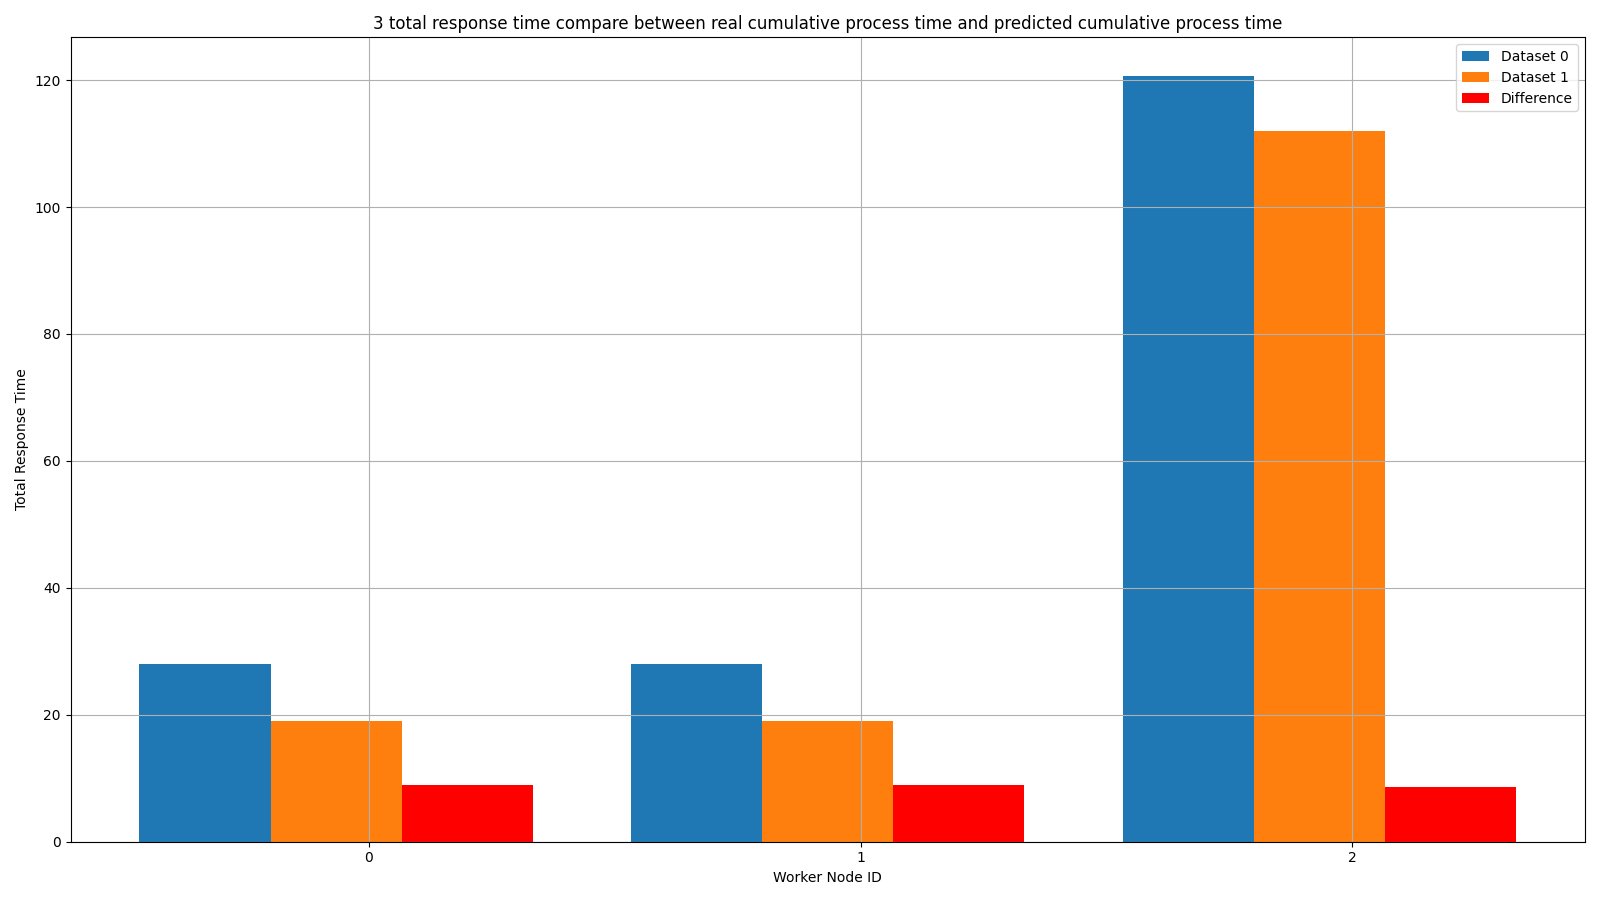 3 total response time compare between real cumulative process time and predicted cumulative process time
Dataset 0
Dataset 1
Difference
Total Response Time
120
100
80
60
40
20
0
0 1 2
Worker Node ID